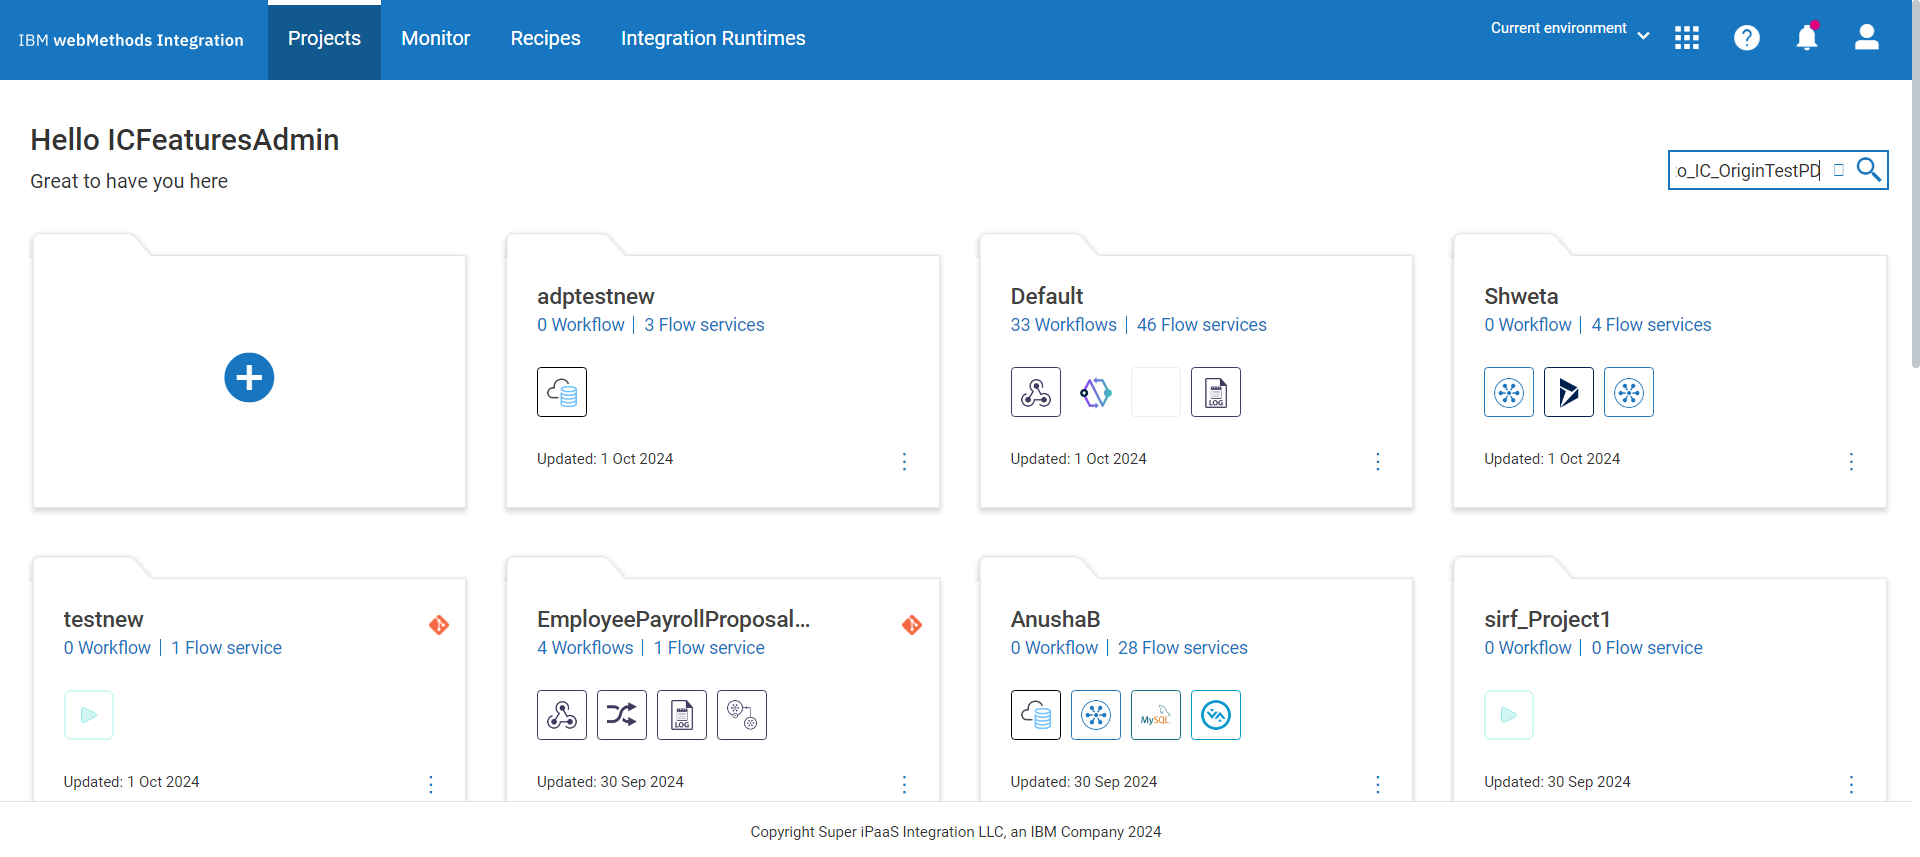 IBM webMethods Integration
Projects
Monitor
Recipes
Integration Runtimes
Current environment
Hello ICFeaturesAdmin
Great to have you here
o_IC_OriginTestPD
adptestnew
0 Workflow | 3 Flow services
Updated: 1 Oct 2024
Default
33 Workflows | 46 Flow services
LOG
Updated: 1 Oct 2024
Shweta
0 Workflow | 4 Flow services
Updated: 1 Oct 2024
testnew
0 Workflow | 1 Flow service
Updated: 1 Oct 2024
EmployeePayrollProposal...
4 Workflows | 1 Flow service
LOG
Updated: 30 Sep 2024
AnushaB
0 Workflow | 28 Flow services
MySQL
Updated: 30 Sep 2024
sirf_Project1
0 Workflow | 0 Flow service
Updated: 30 Sep 2024
Copyright Super iPaaS Integration LLC, an IBM Company 2024